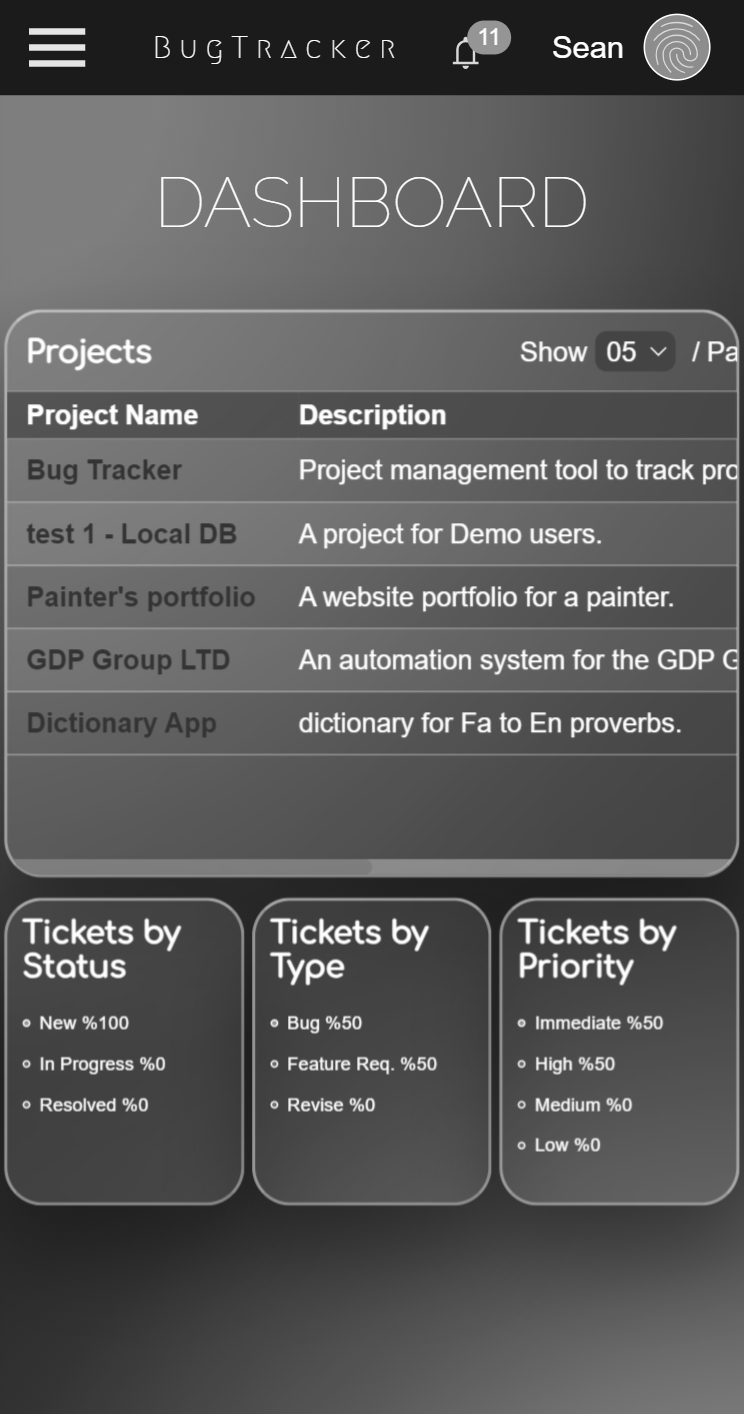 BugTracker
11
Sean
DASHBOARD
Projects
Show 05 / Pa
Project Name Description
Bug Tracker Project management tool to track pro
test 1 - Local DB A project for Demo users.
Painter's portfolio A website portfolio for a painter.
GDP Group LTD An automation system for the GDP G
Dictionary App dictionary for Fa to En proverbs.
Tickets by
Status
New %100
In Progress %0
Resolved %0
Tickets by
Type
Bug %50
Feature Req. %50
Revise %0
Tickets by
Priority
Immediate %50
High %50
Medium %0
Low %0